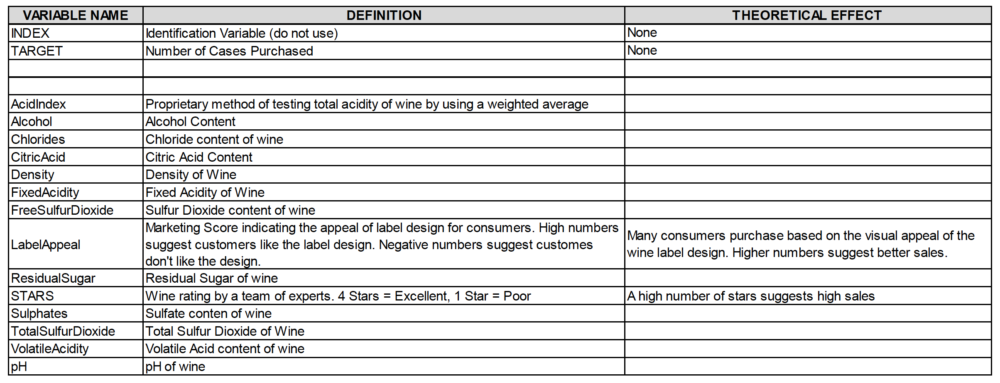 VARIABLE NAME DEFINITION THEORETICAL EFFECT
INDEX Identification Variable (do not use) None
TARGET Number of Cases Purchased None
AcidIndex Proprietary method of testing total acidity of wine by using a weighted average
Alcohol Alcohol Content
Chlorides Chloride content of wine
CitricAcid Citric Acid Content
Density Density of Wine
FixedAcidity Fixed Acidity of Wine
FreeSulfurDioxide Sulfur Dioxide content of wine
LabelAppeal
Marketing Score indicating the appeal of label design for consumers. High numbers
suggest customers like the label design. Negative numbers suggest customes
don't like the design.
Many consumers purchase based on the visual appeal of the
wine label design. Higher numbers suggest better sales.
ResidualSugar Residual Sugar of wine
STARS Wine rating by a team of experts. 4 Stars = Excellent, 1 Star = Poor A high number of stars suggests high sales
Sulphates Sulfate conten of wine
TotalSulfurDioxide Total Sulfur Dioxide of Wine
VolatileAcidity Volatile Acid content of wine
pH pH of wine